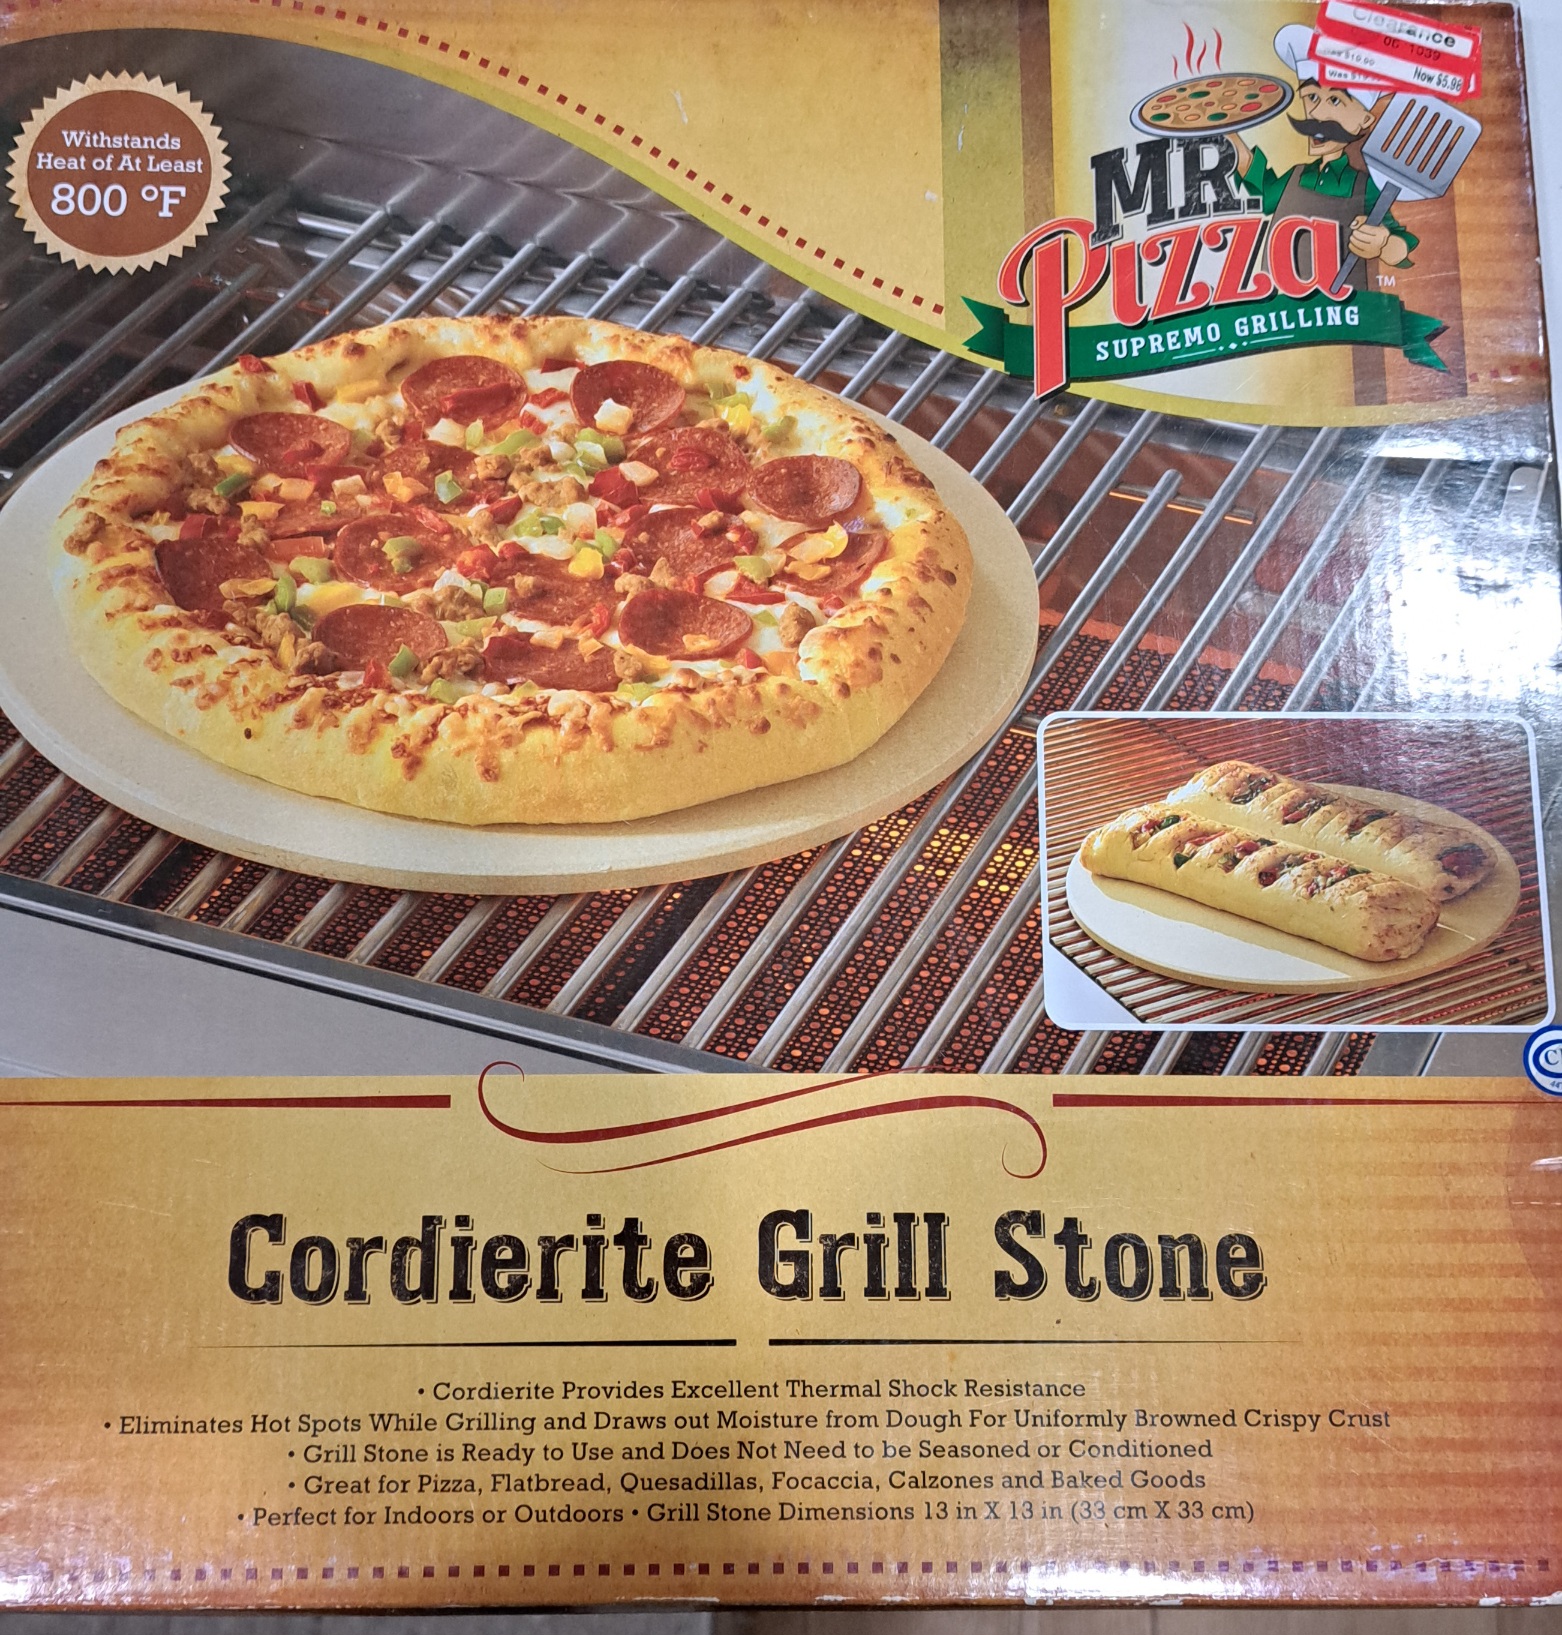 Clearance
06 1039
Now $5.98
Withstands
Heat of At Least
800 °F
MR.
Pizza
TM
SUPREMO GRILLING
Cordierite Grill Stone
• Cordierite Provides Excellent Thermal Shock Resistance
• Eliminates Hot Spots While Grilling and Draws out Moisture from Dough For Uniformly Browned Crispy Crust
• Grill Stone is Ready to Use and Does Not Need to be Seasoned or Conditioned
• Great for Pizza, Flatbread, Quesadillas, Focaccia, Calzones and Baked Goods
• Perfect for Indoors or Outdoors • Grill Stone Dimensions 13 in X 13 in (33 cm X 33 cm)